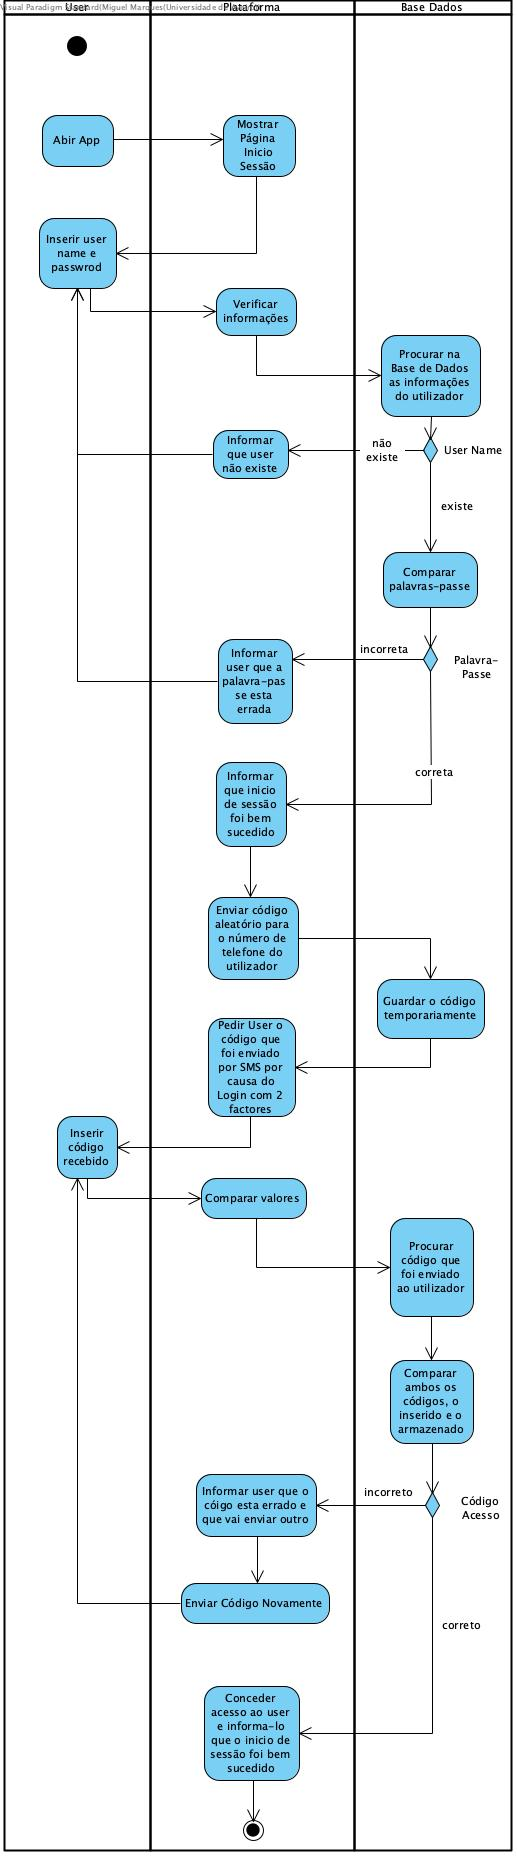 Visual Paradigm Standard(Miguel Marques(Universidade do
User
Plataforma
Base Dados
Abir App
Mostrar
Página
Inicio
Sessão
Inserir user
name e
passwrod
Verificar
informações
Procurar na
Base de Dados
as informações
do utilizador
Informar
que user
não existe
não
existe
User Name
existe
Comparar
palavras-passe
Informar
user que a
palavra-pas
se esta
errada
incorreta
Palavra-
Passe
correta
Informar
que inicio
de sessão
foi bem
sucedido
Enviar código
aleatório para
o número de
telefone do
utilizador
Guardar o código
temporariamente
Pedir User o
código que
foi enviado
por SMS por
causa do
Login com 2
factores
Inserir
código
recebido
Comparar valores
Procurar
código que
foi enviado
ao utilizador
Comparar
ambos os
códigos, o
inserido e o
armazenado
Informar user que o
cóigo esta errado e
que vai enviar outro
incorreto
Código
Acesso
Enviar Código Novamente
correto
Conceder
acesso ao user
e informa-lo
que o inicio de
sessão foi bem
sucedido